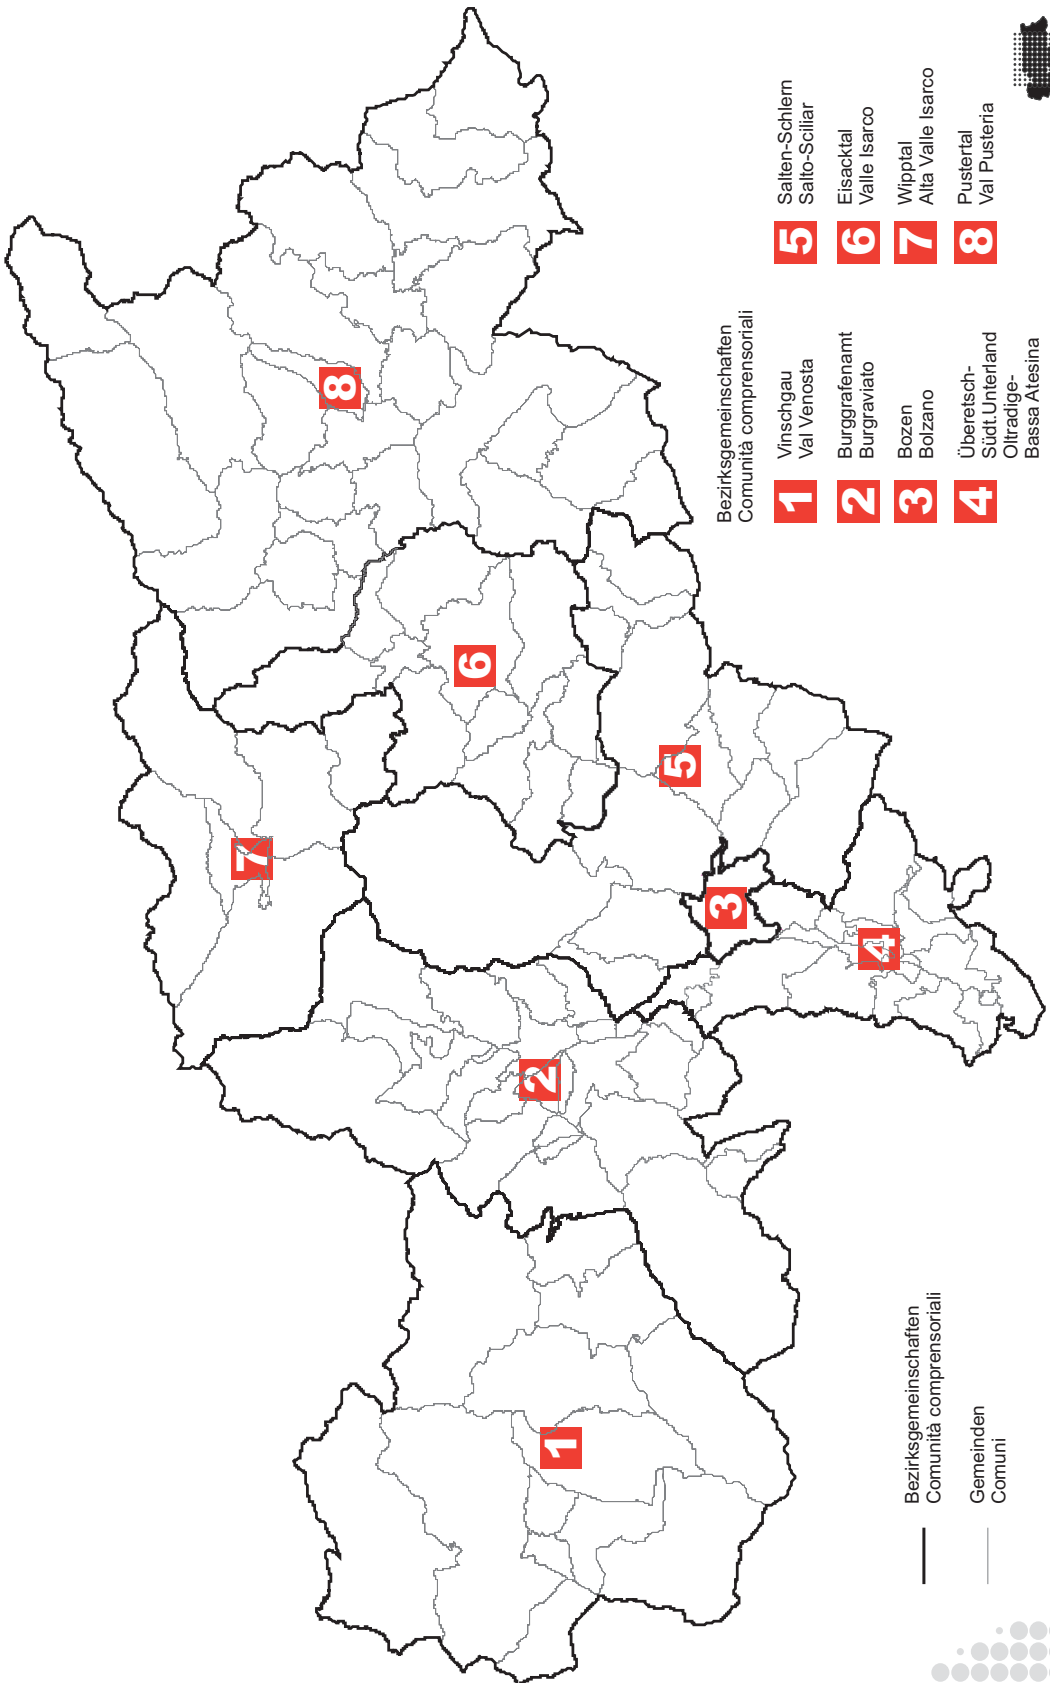 8
7
6
5
3
2
4
1
Bezirksgemeinschaften
Comunità comprensoriali
1
Vinschgau
Val Venosta
2
Burggrafenamt
Burgraviato
3
Bozen
Bolzano
4
Überetsch-
Südt.Unterland
Oltradige-
Bassa Atesina
5
Salten-Schlern
Salto-Sciliar
6
Eisacktal
Valle Isarco
7
Wipptal
Alta Valle Isarco
8
Pustertal
Val Pusteria
Bezirksgemeinschaften
Comunità comprensoriali
Gemeinden
Comuni